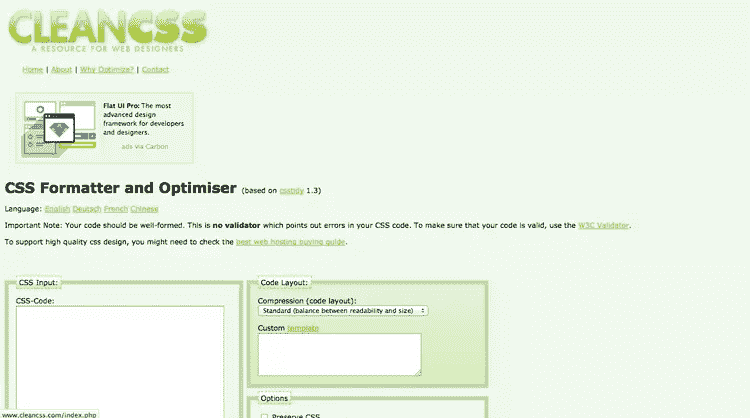 CLEANCSS
A RESOURCE FOR WEB DESIGNERS
Home | About | Why Optimize? | Contact
Flat UI Pro: The most
advanced design
framework for developers
and designers.
ads via Carbon
CSS Formatter and Optimiser (based on csstidy 1.3)
Language: English Deutsch French Chinese
Important Note: Your code should be well-formed. This is no validator which points out errors in your CSS code. To make sure that your code is valid, use the W3C Validator.
To support high quality css design, you might need to check the best web hosting buying guide.
CSS Input:
CSS-Code:
Code Layout:
Compression (code layout):
Standard (balance between readability and size)
Custom template
Options
Preserve CSS
www.cleancss.com/index.php